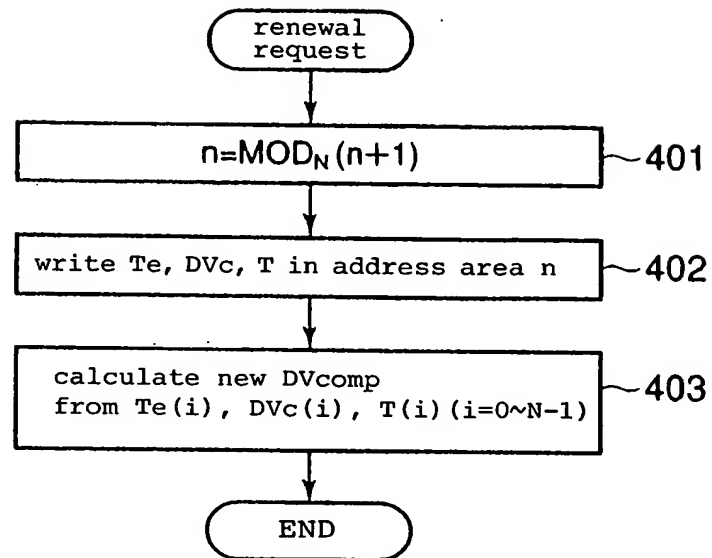 renewal
request
n=MOD_N(n+1)
401
write Te, DVc, T in address area n
402
calculate new DVcomp
from Te(i), DVc(i), T(i)(i=0~N-1)
403
END